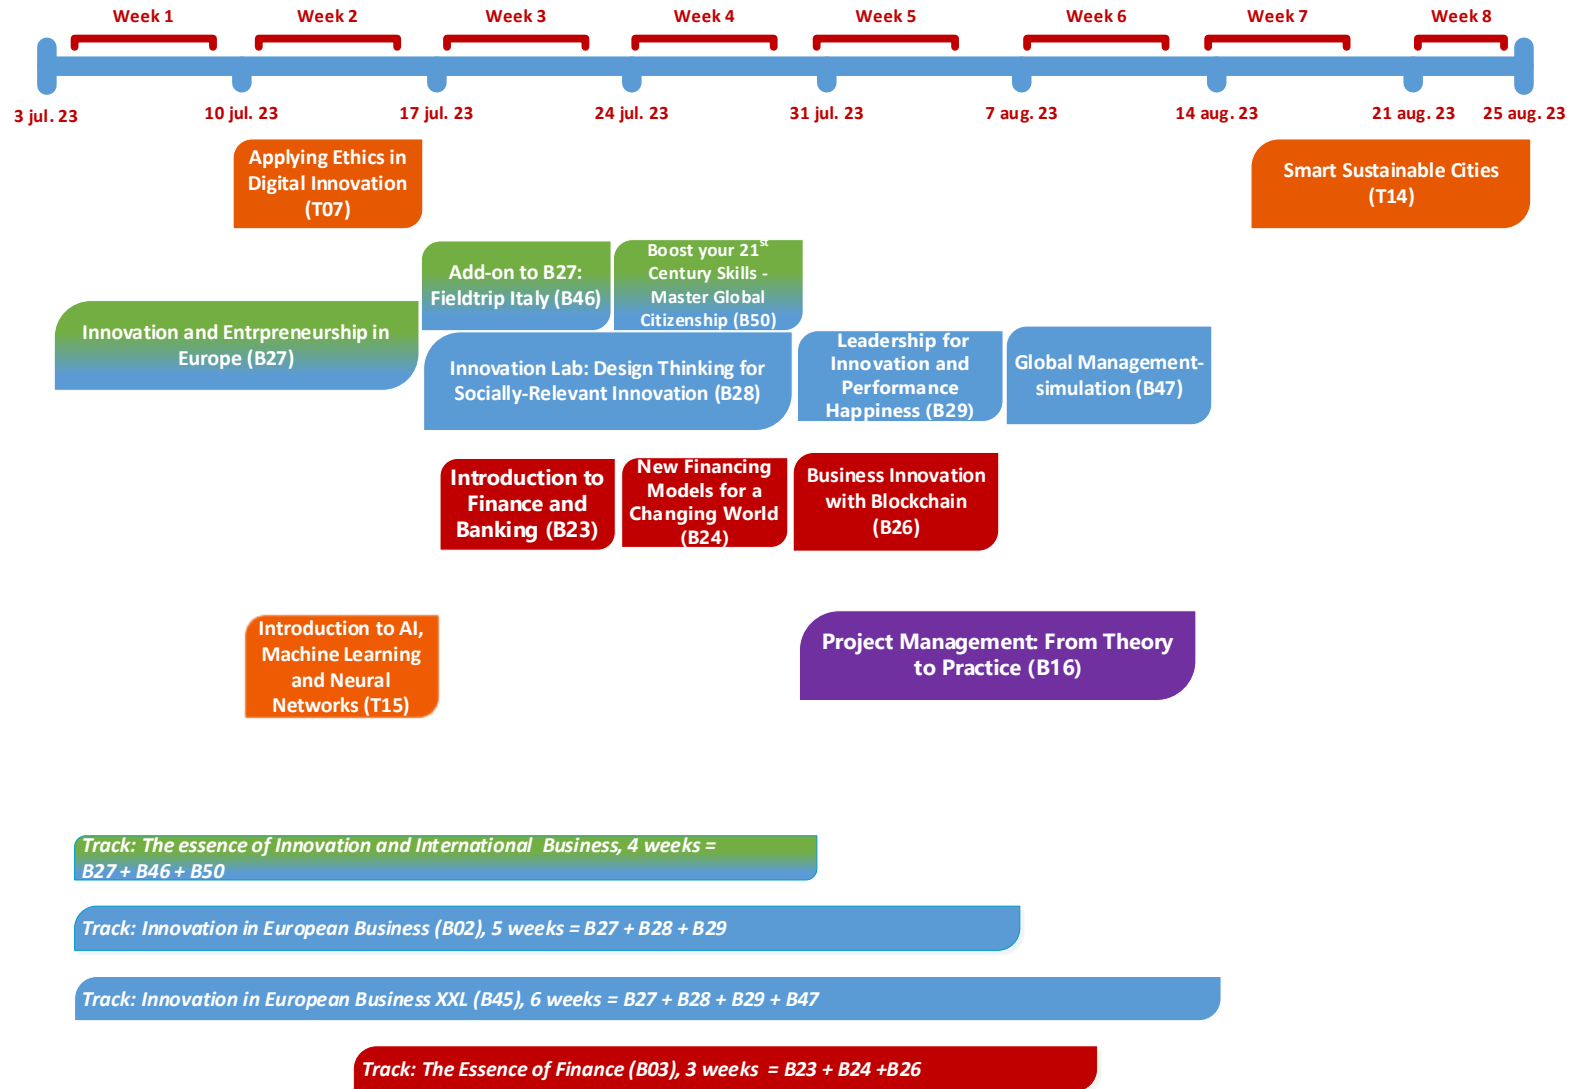 Week 1
Week 2
Week 3
Week 4
Week 5
Week 6
Week 7
Week 8
3 jul. 23
10 jul. 23
17 jul. 23
24 jul. 23
31 jul. 23
7 aug. 23
14 aug. 23
21 aug. 23
25 aug. 23
Applying Ethics in
Digital Innovation
(T07)
Smart Sustainable Cities
(T14)
Add-on to B27:
Fieldtrip Italy (B46)
Boost your 21st
Century Skills -
Master Global
Citizenship (B50)
Innovation and Entrpreneurship in
Europe (B27)
Innovation Lab: Design Thinking for
Socially-Relevant Innovation (B28)
Leadership for
Innovation and
Performance
Happiness (B29)
Global Management-
simulation (B47)
Introduction to
Finance and
Banking (B23)
New Financing
Models for a
Changing World
(B24)
Business Innovation
with Blockchain
(B26)
Introduction to AI,
Machine Learning
and Neural
Networks (T15)
Project Management: From Theory
to Practice (B16)
Track: The essence of Innovation and International Business, 4 weeks =
B27 + B46 + B50
Track: Innovation in European Business (B02), 5 weeks = B27 + B28 + B29
Track: Innovation in European Business XXL (B45), 6 weeks = B27 + B28 + B29 + B47
Track: The Essence of Finance (B03), 3 weeks = B23 + B24 +B26